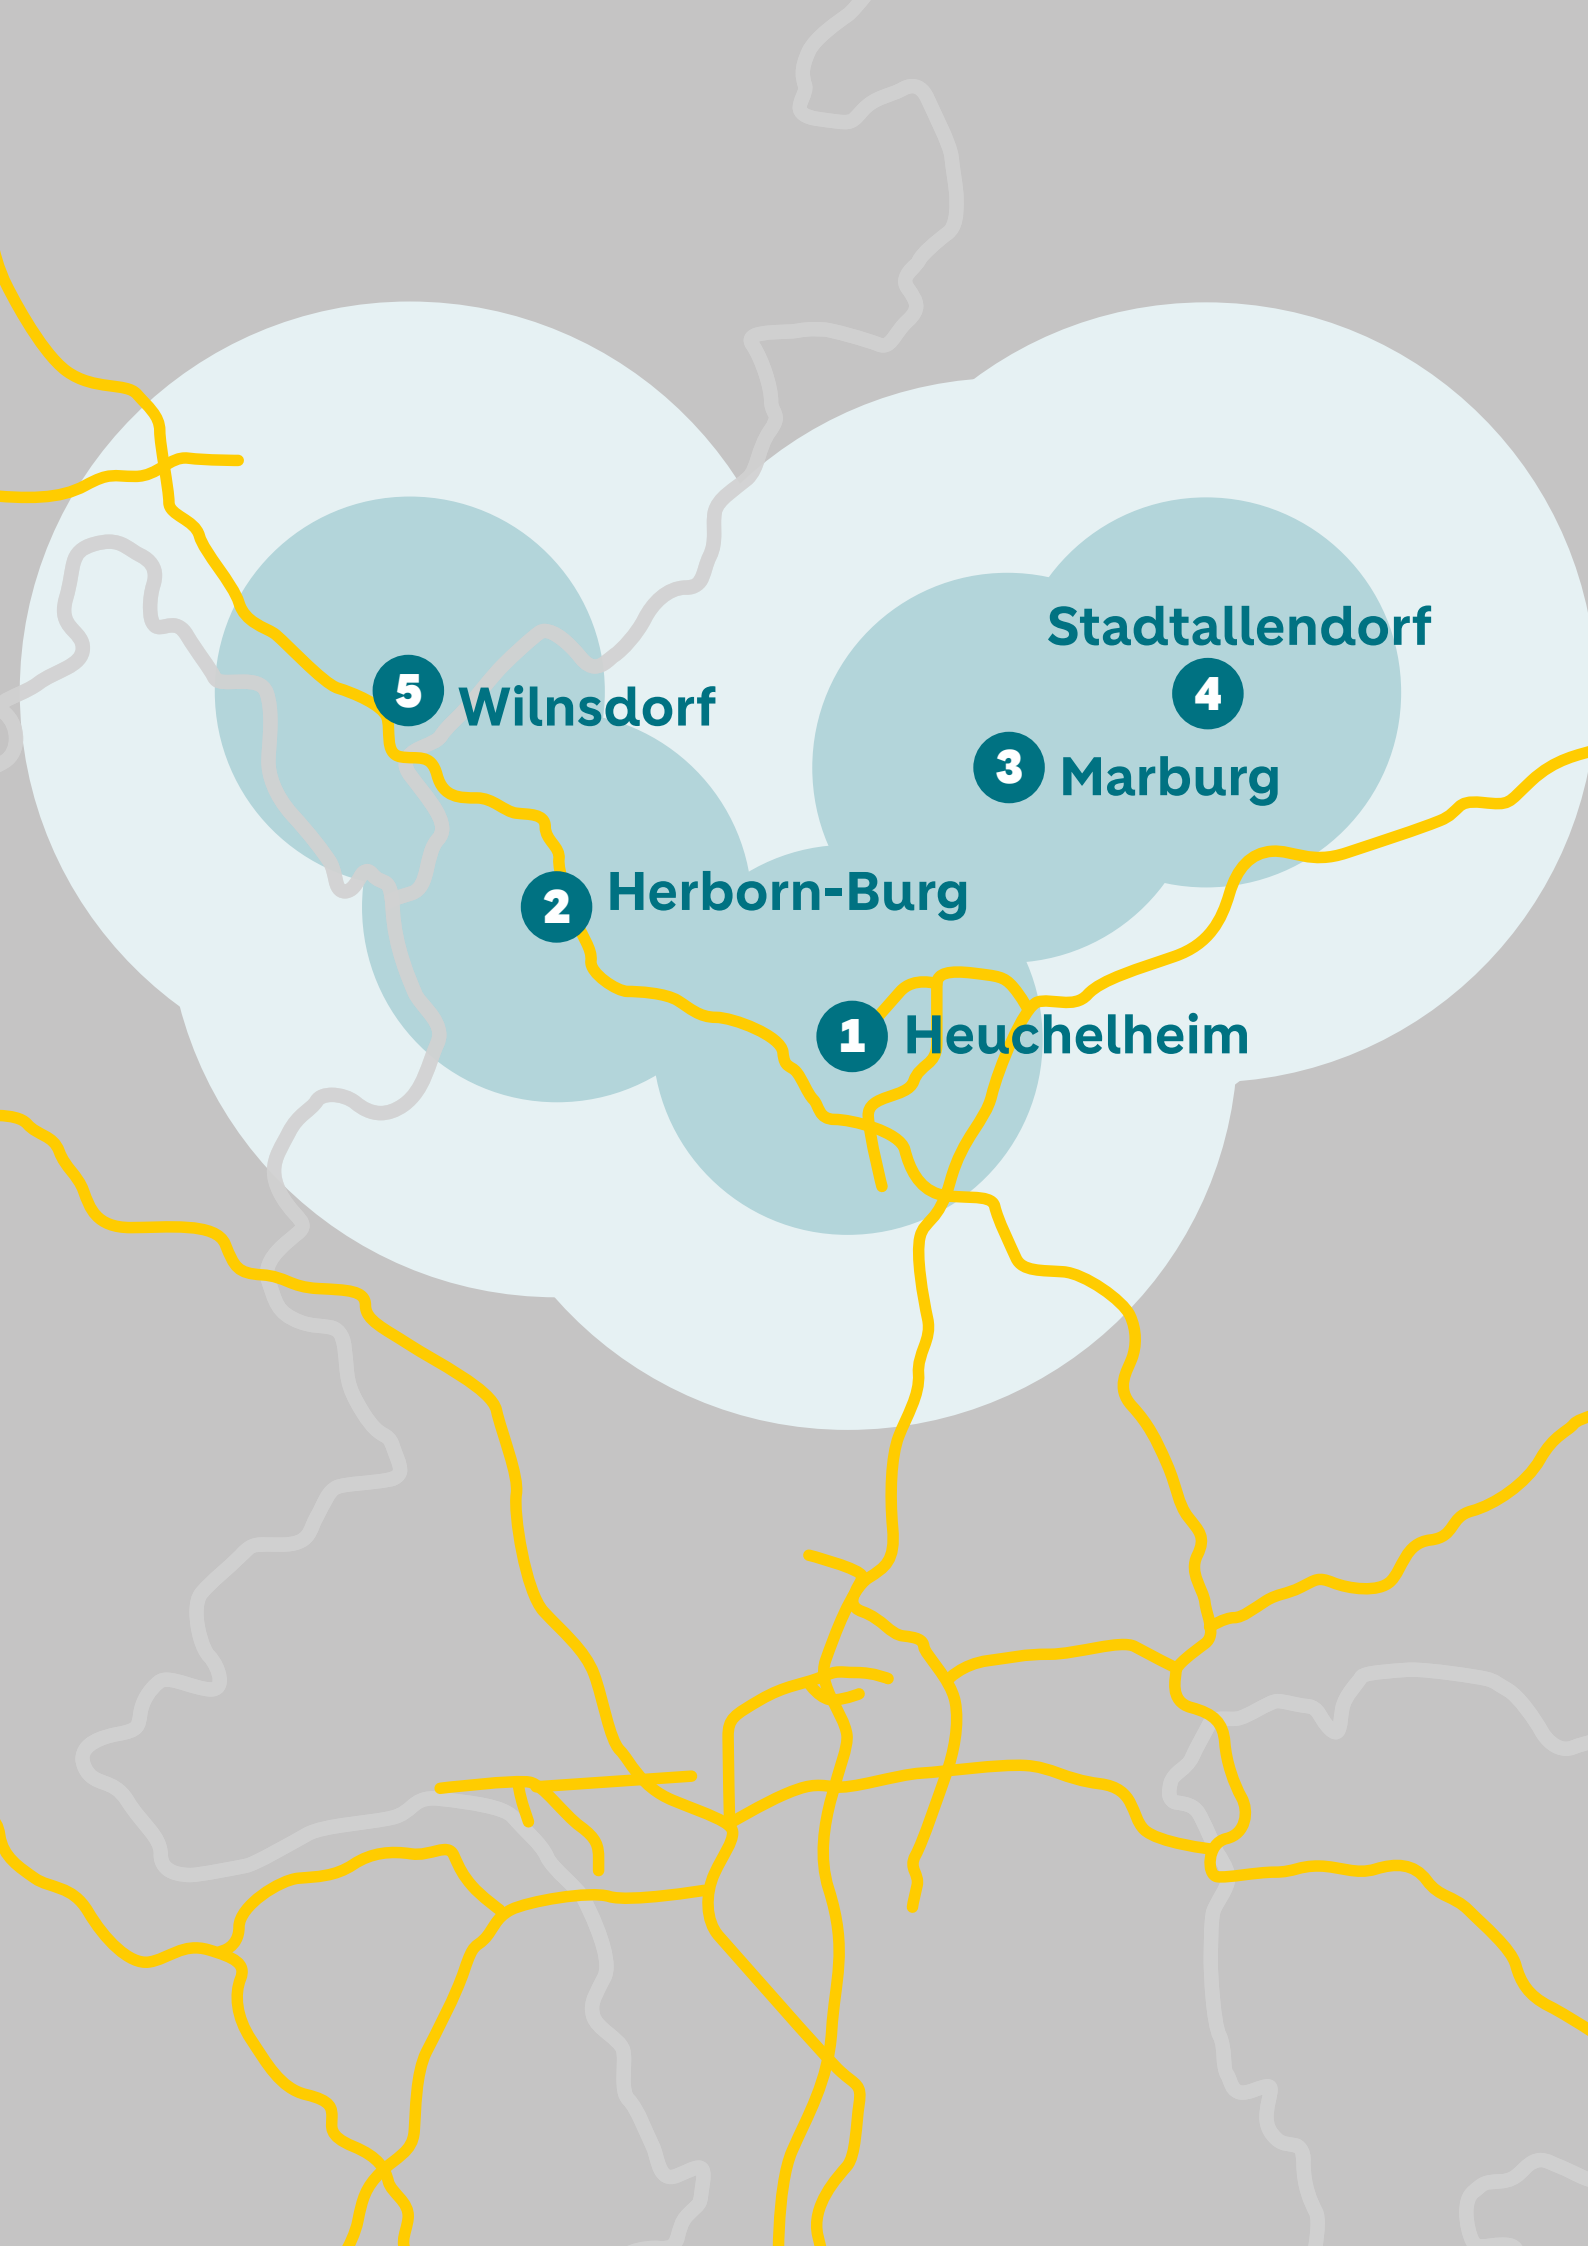 4 Stadtallendorf
5 Wilnsdorf
3 Marburg
2 Herborn-Burg
1 Heuchelheim